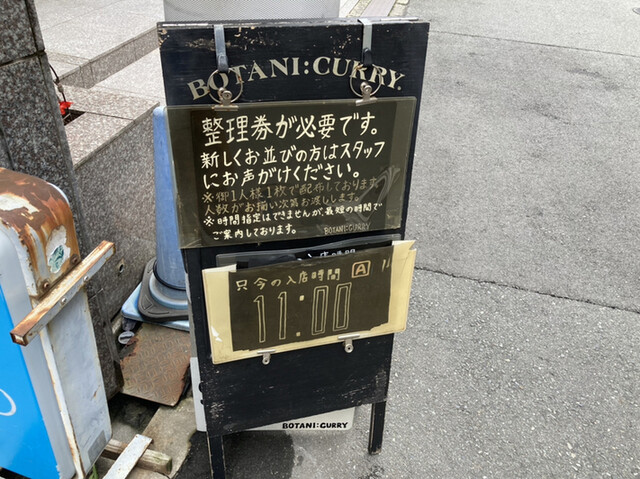 BOTANI:CURRY
整理券が必要です。
新しくお並びの方はスタッフ
にお声がけください。
※御1人様1枚で配布しております
人数がお揃い次第お渡しします。
※時間指定はできませんが、最短の時間で
ご案内しております。
BOTANI:CURRY
只今の入店時間 A
11:00
BOTANI:CURRY